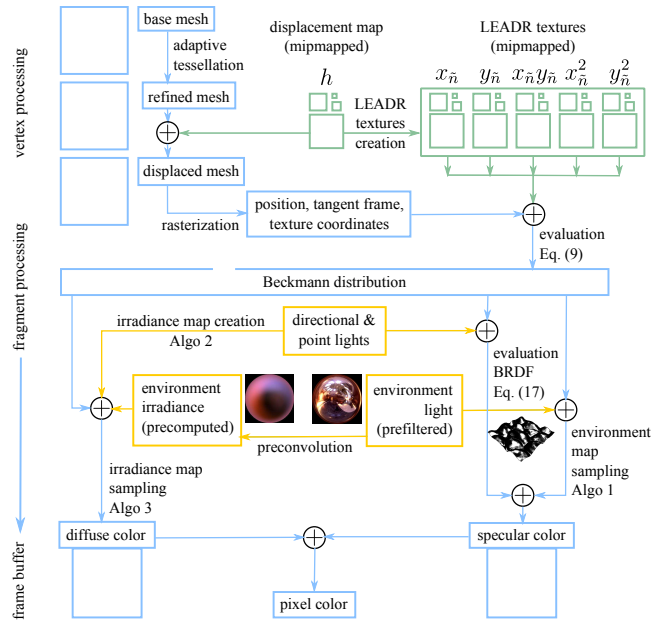 base mesh
adaptive
tessellation
refined mesh
displaced mesh
rasterization
displacement map
(mipmapped)
h
LEADR
textures
creation
LEADR textures
(mipmapped)
x_ñ y_ñ x_ñ y_ñ x²_ñ y²_ñ
position, tangent frame,
texture coordinates
evaluation
Eq. (9)
Beckmann distribution
irradiance map creation
Algo 2
directional &
point lights
evaluation
BRDF
Eq. (17)
environment
irradiance
(precomputed)
environment
light
(prefiltered)
preconvolution
environment
map
sampling
Algo 1
irradiance map
sampling
Algo 3
diffuse color
specular color
pixel color
vertex processing
fragment processing
frame buffer